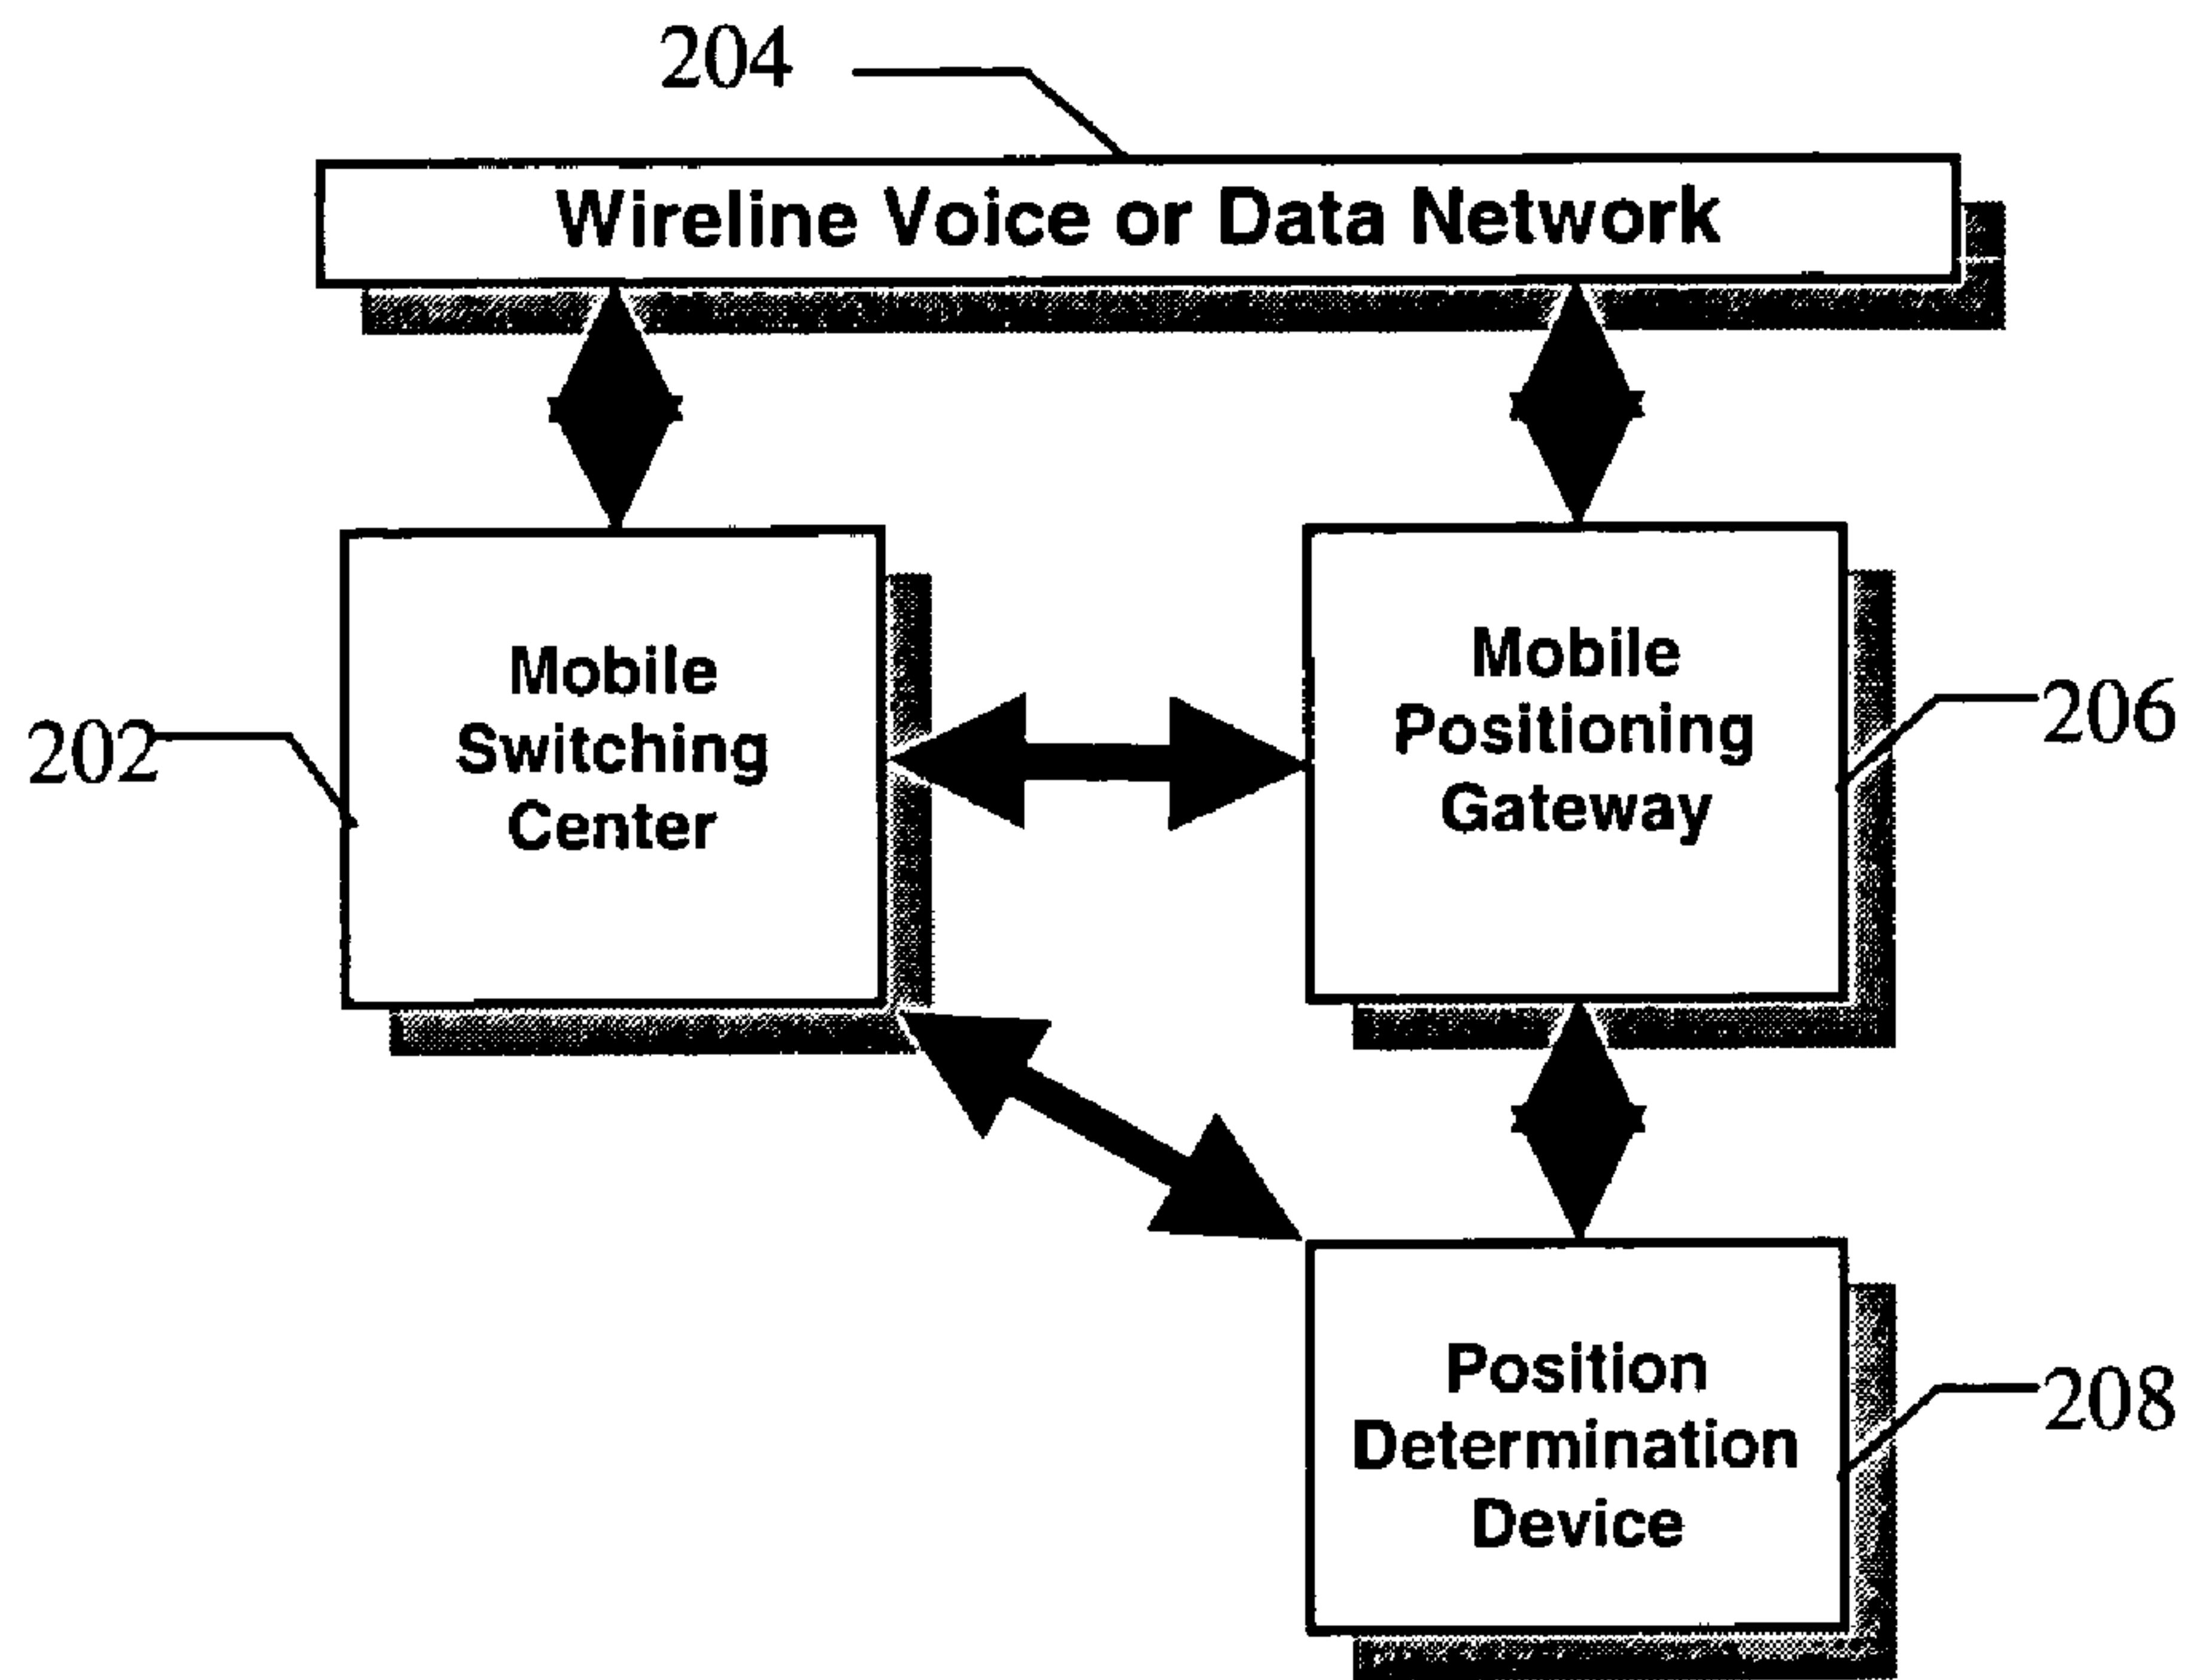 204
Wireline Voice or Data Network
Mobile
Switching
Center
202
Mobile
Positioning
Gateway
206
Position
Determination
Device
208